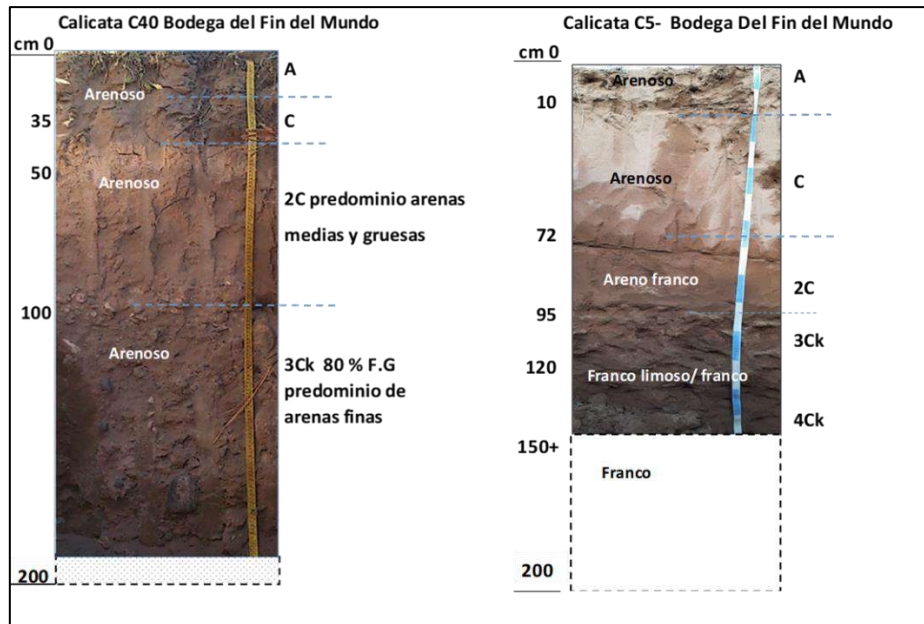 Calicata C40 Bodega del Fin del Mundo
cm 0
A
Arenoso
35
C
50
Arenoso
2C predominio arenas
medias y gruesas
100
Arenoso
3Ck 80 % F.G
predominio de
arenas finas
200
Calicata C5- Bodega Del Fin del Mundo
cm 0
A
Arenoso
10
Arenoso
C
72
Areno franco
2C
95
3Ck
120
Franco limoso/ franco
4Ck
150+
Franco
200